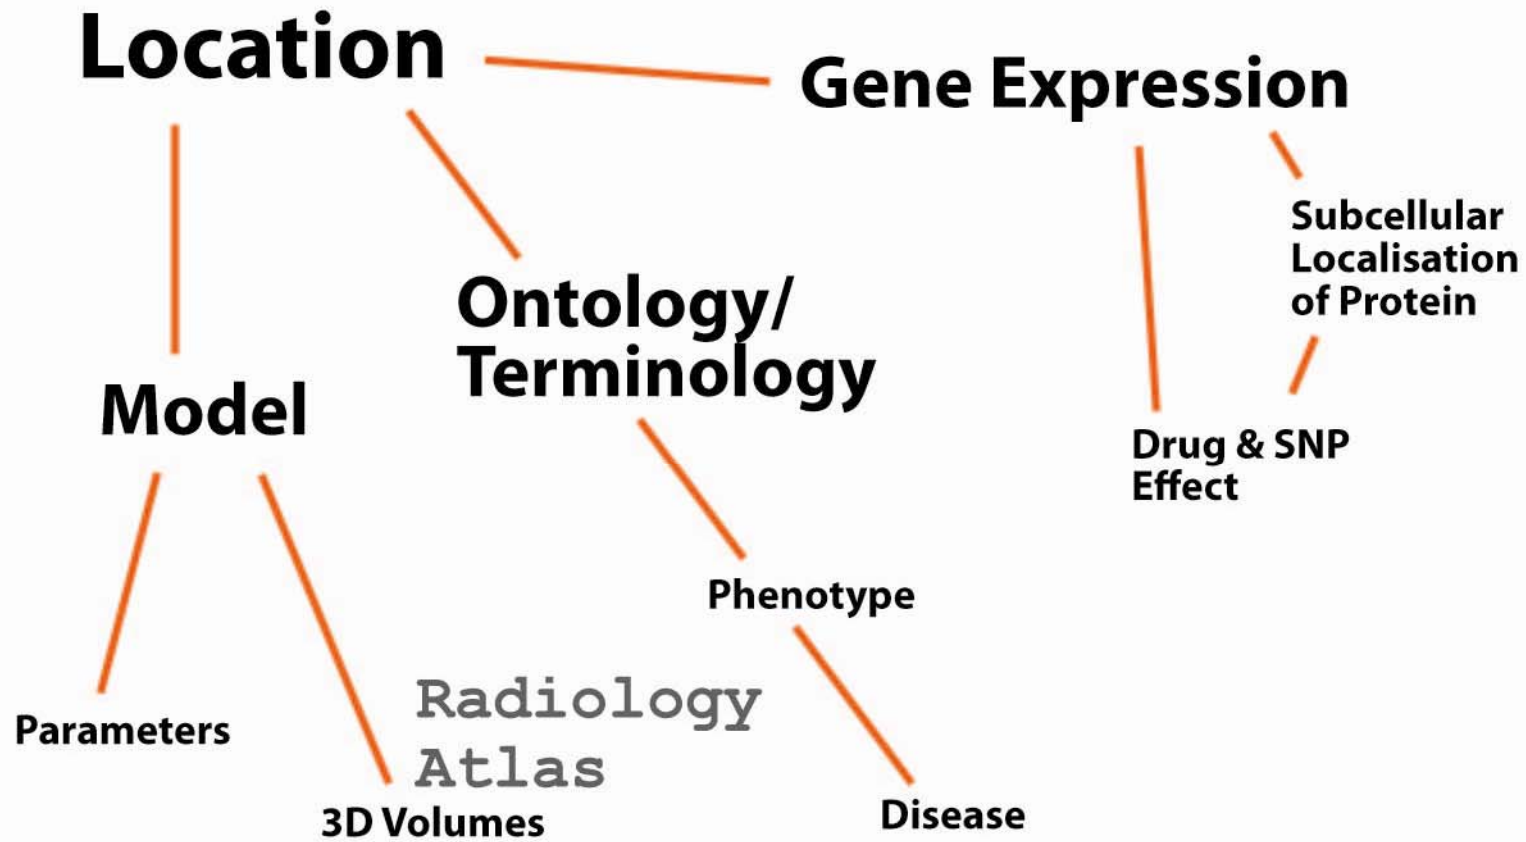 Location
Gene Expression
Subcellular
Localisation
of Protein
Ontology/
Terminology
Model
Drug & SNP
Effect
Phenotype
Radiology
Atlas
Parameters
3D Volumes
Disease